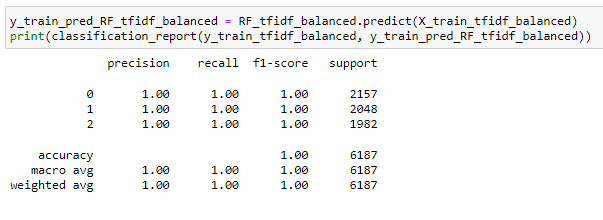 y_train_pred_RF_tfidf_balanced = RF_tfidf_balanced.predict(X_train_tfidf_balanced)
print(classification_report(y_train_tfidf_balanced, y_train_pred_RF_tfidf_balanced))
precision recall f1-score support
0 1.00 1.00 1.00 2157
1 1.00 1.00 1.00 2048
2 1.00 1.00 1.00 1982
accuracy 1.00 6187
macro avg 1.00 1.00 1.00 6187
weighted avg 1.00 1.00 1.00 6187